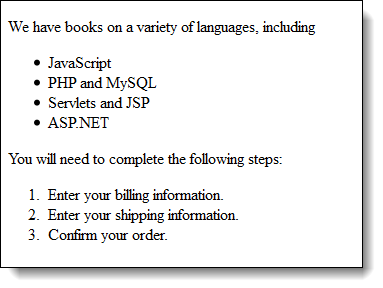 We have books on a variety of languages, including
• JavaScript
• PHP and MySQL
• Servlets and JSP
• ASP.NET
You will need to complete the following steps:
1. Enter your billing information.
2. Enter your shipping information.
3. Confirm your order.